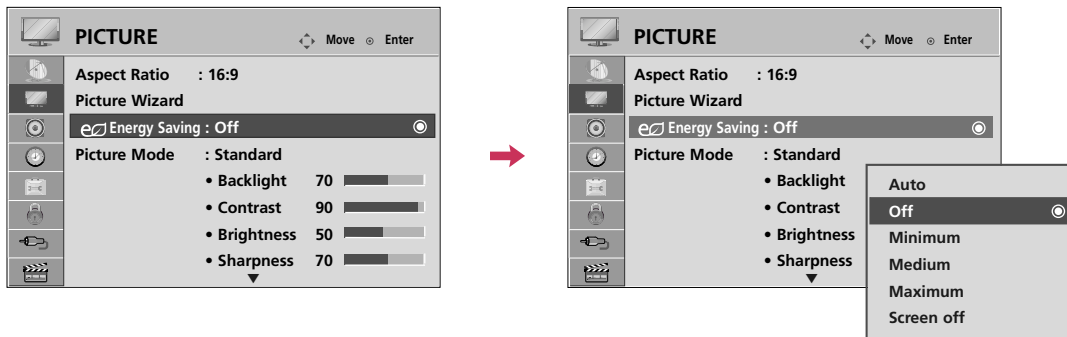 PICTURE
Move Enter
Aspect Ratio : 16:9
Picture Wizard
Energy Saving : Off
Picture Mode : Standard
• Backlight 70
• Contrast 90
• Brightness 50
• Sharpness 70
PICTURE
Move Enter
Aspect Ratio : 16:9
Picture Wizard
Energy Saving : Off
Picture Mode : Standard
• Backlight
• Contrast
• Brightness
• Sharpness
Auto
Off
Minimum
Medium
Maximum
Screen off